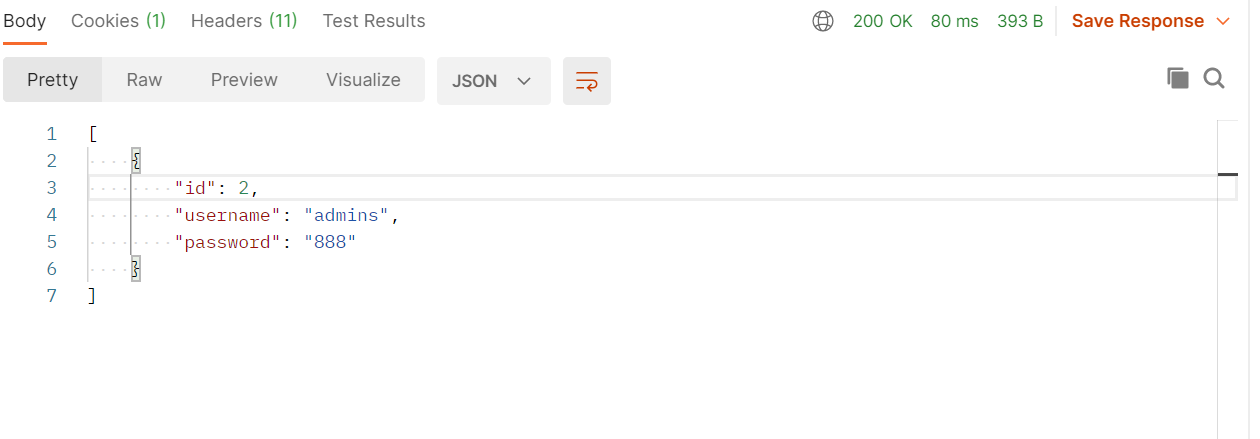 Body Cookies (1) Headers (11) Test Results 200 OK 80 ms 393 B Save Response
Pretty Raw Preview Visualize JSON
1 [
2 {
3 "id": 2,
4 "username": "admins",
5 "password": "888"
6 }
7 ]